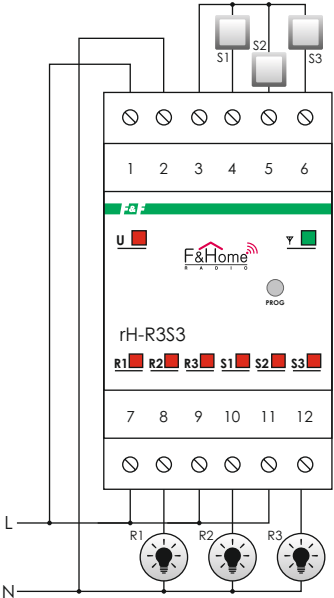 S1 S2 S3
1 2 3 4 5 6
F&F
U
F&Home
RADIO
PROG
rH-R3S3
R1 R2 R3 S1 S2 S3
7 8 9 10 11 12
L
R1 R2 R3
N